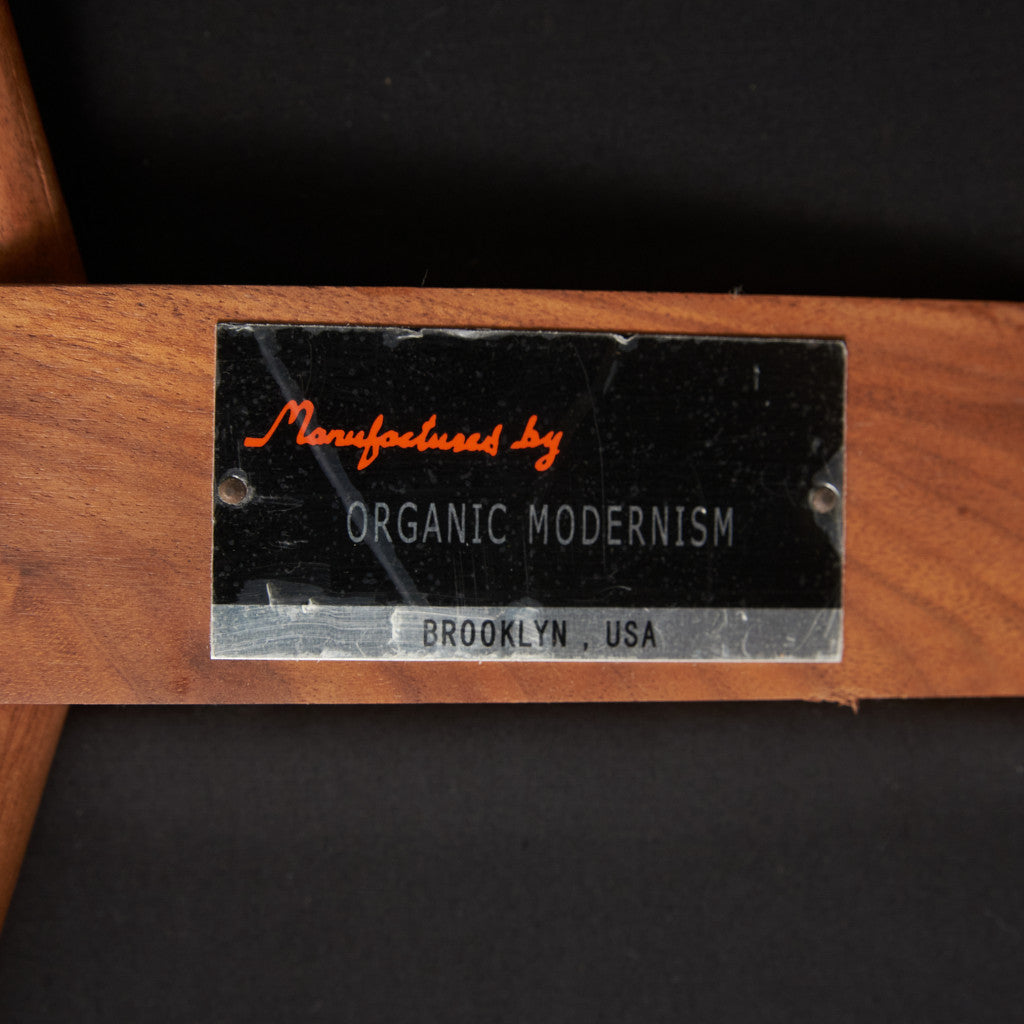 Manufactured by
ORGANIC MODERNISM
BROOKLYN , USA